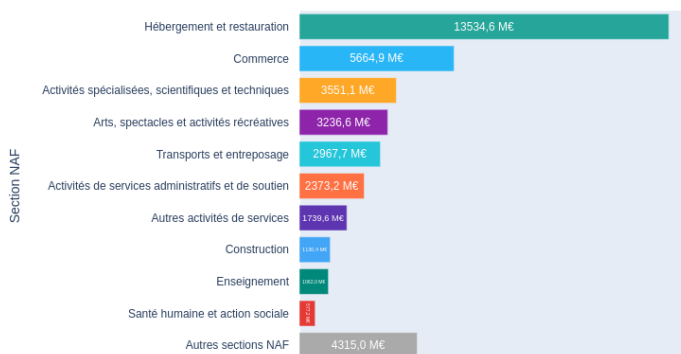 Section NAF
Hébergement et restauration 13534,6 M€
Commerce 5664,9 M€
Activités spécialisées, scientifiques et techniques 3551,1 M€
Arts, spectacles et activités récréatives 3236,6 M€
Transports et entreposage 2967,7 M€
Activités de services administratifs et de soutien 2373,2 M€
Autres activités de services 1739,6 M€
Construction
Enseignement
Santé humaine et action sociale
Autres sections NAF 4315,0 M€